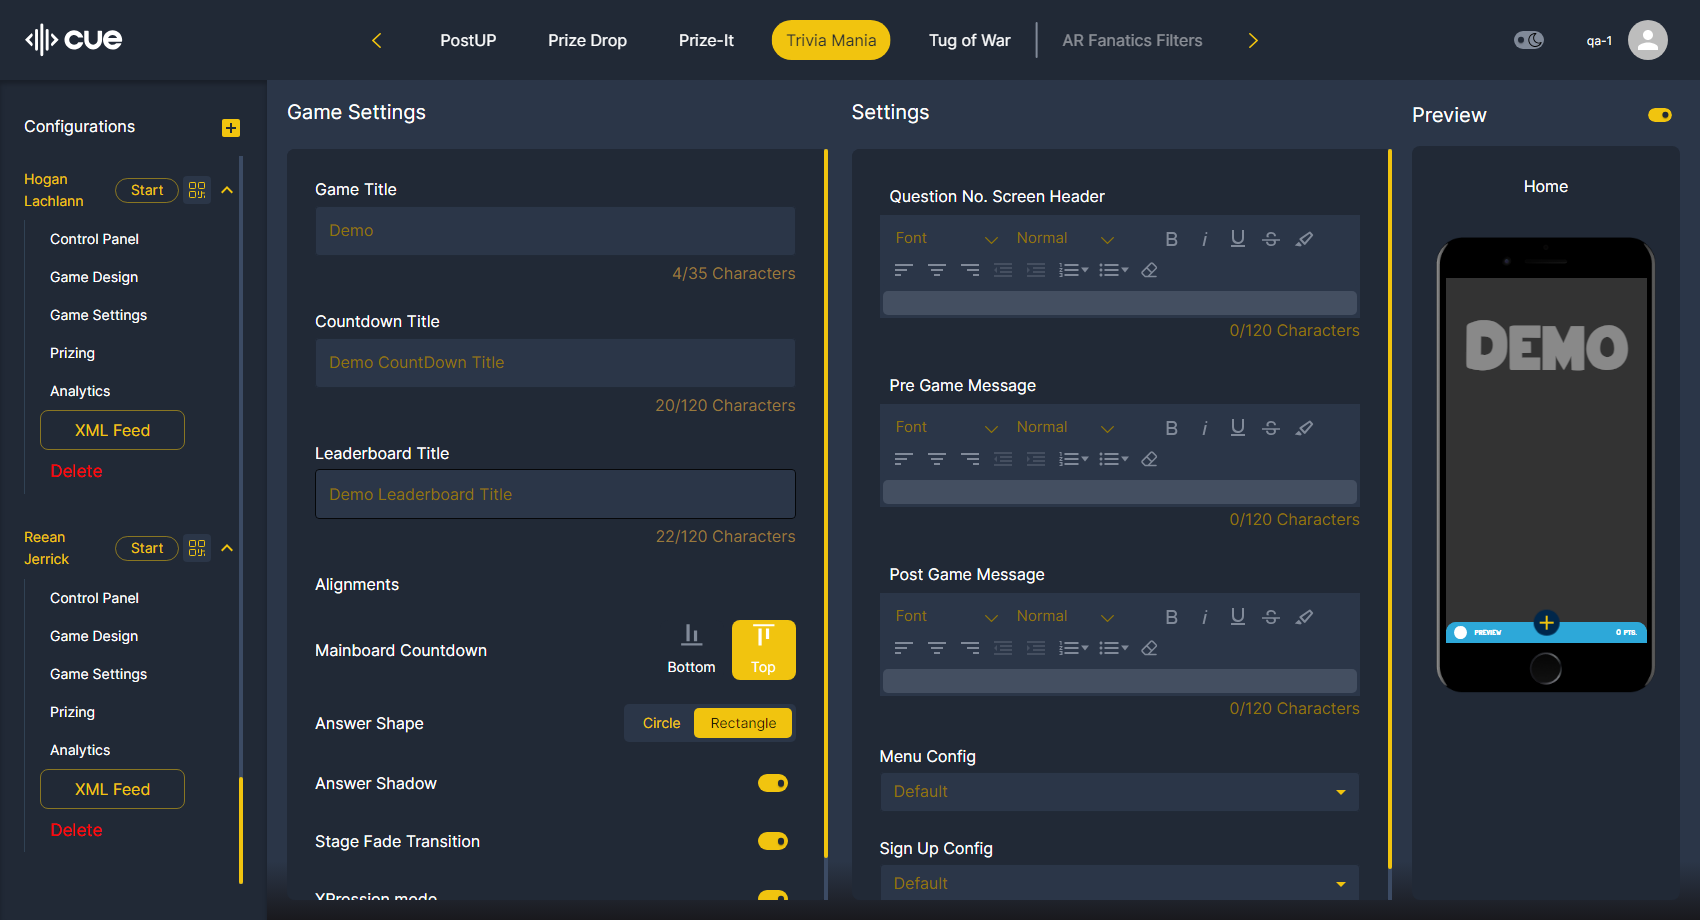 cue
PostUP
Prize Drop
Prize-It
Trivia Mania
Tug of War
AR Fanatics Filters
qa-1
Configurations
Hogan
Lachlann
Start
Control Panel
Game Design
Game Settings
Prizing
Analytics
XML Feed
Delete
Reean
Jerrick
Start
Control Panel
Game Design
Game Settings
Prizing
Analytics
XML Feed
Delete
Game Settings
Game Title
Demo
4/35 Characters
Countdown Title
Demo CountDown Title
20/120 Characters
Leaderboard Title
Demo Leaderboard Title
22/120 Characters
Alignments
Mainboard Countdown
Bottom
Top
Answer Shape
Circle
Rectangle
Answer Shadow
Stage Fade Transition
XPression mode
Settings
Question No. Screen Header
Font
Normal
B i U S
0/120 Characters
Pre Game Message
Font
Normal
B i U S
0/120 Characters
Post Game Message
Font
Normal
B i U S
0/120 Characters
Menu Config
Default
Sign Up Config
Default
Preview
Home
DEMO
PREVIEW
0 PTS.